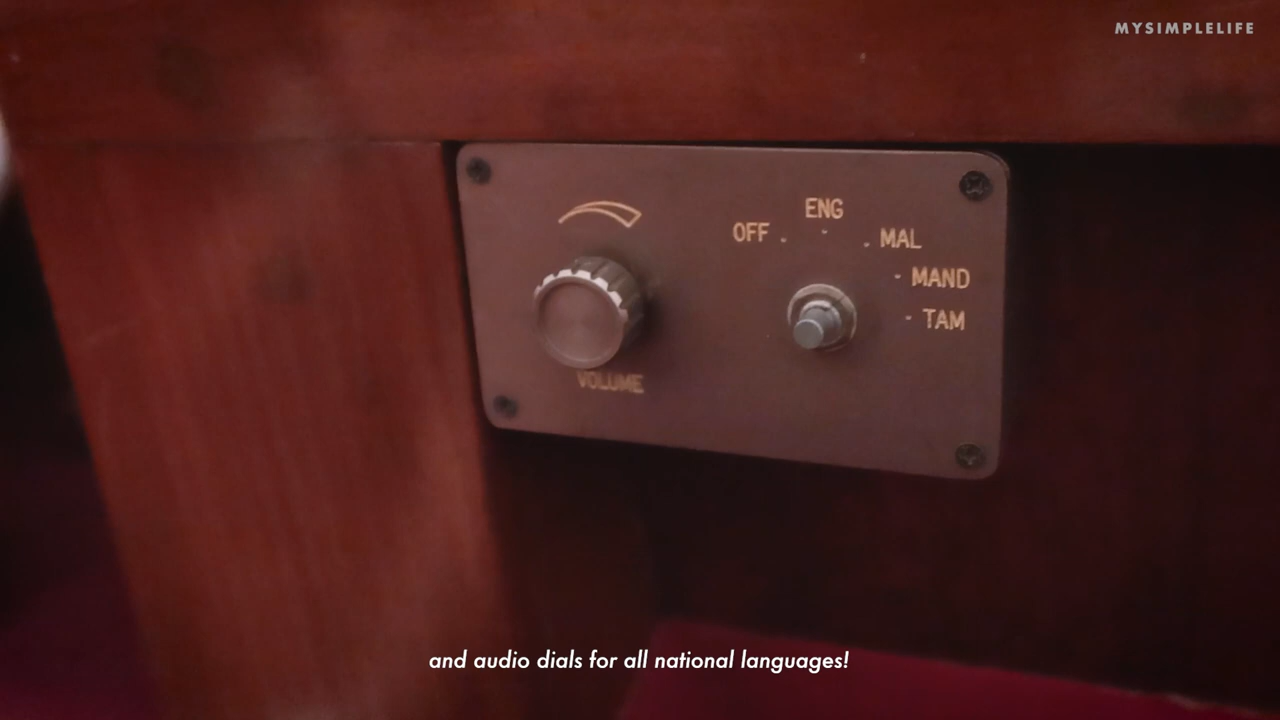 MYSIMPLELIFE
ENG
OFF
MAL
MAND
TAM
VOLUME
and audio dials for all national languages!